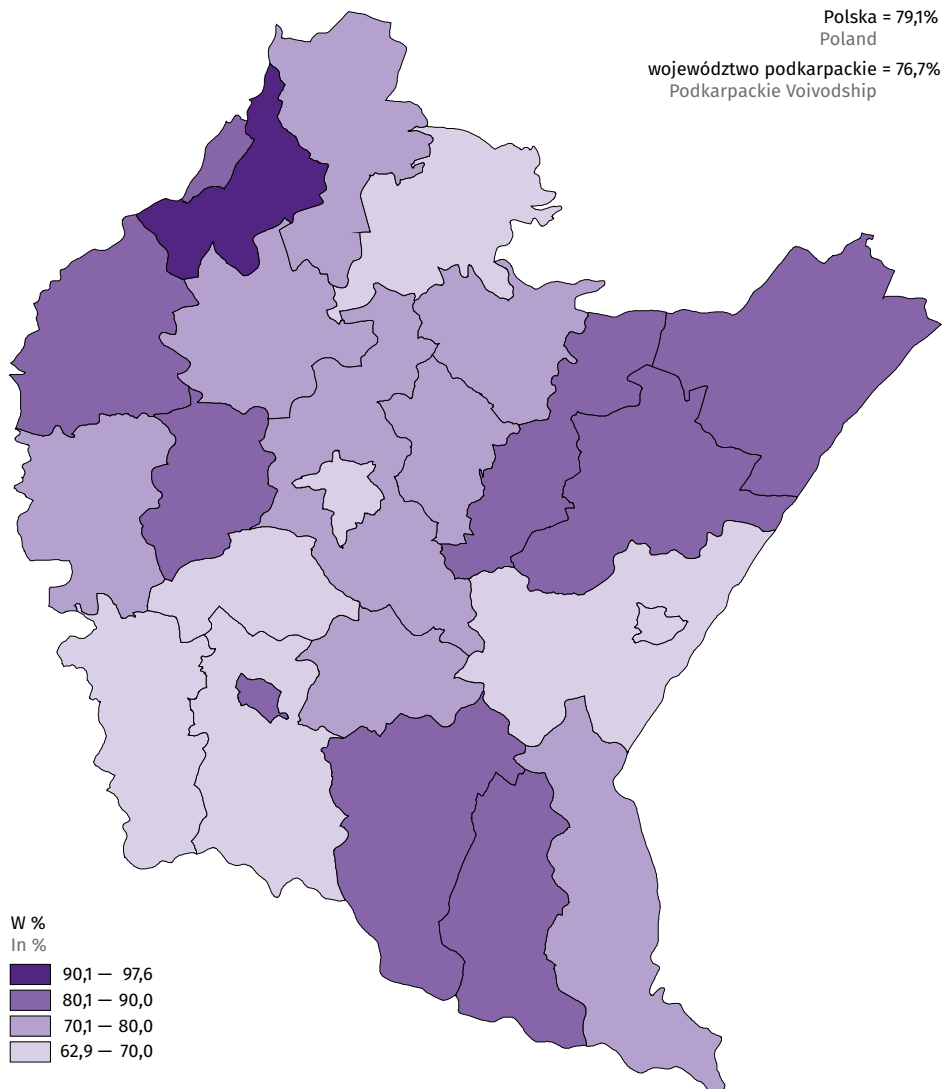 Polska = 79,1%
Poland
województwo podkarpackie = 76,7%
Podkarpackie Voivodship
W %
In %
90,1 — 97,6
80,1 — 90,0
70,1 — 80,0
62,9 — 70,0